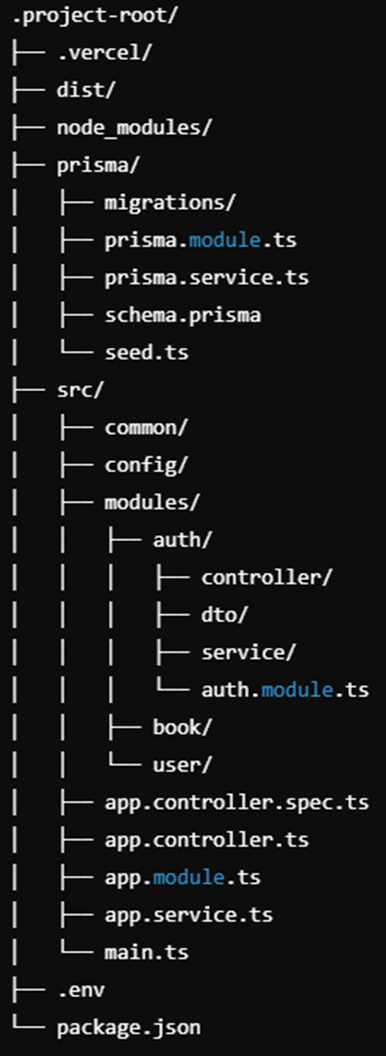 .project-root/
├── .vercel/
├── dist/
├── node_modules/
├── prisma/
│   ├── migrations/
│   ├── prisma.module.ts
│   ├── prisma.service.ts
│   ├── schema.prisma
│   └── seed.ts
├── src/
│   ├── common/
│   ├── config/
│   ├── modules/
│   │   ├── auth/
│   │   │   ├── controller/
│   │   │   ├── dto/
│   │   │   ├── service/
│   │   │   └── auth.module.ts
│   │   ├── book/
│   │   └── user/
│   ├── app.controller.spec.ts
│   ├── app.controller.ts
│   ├── app.module.ts
│   ├── app.service.ts
│   └── main.ts
├── .env
└── package.json